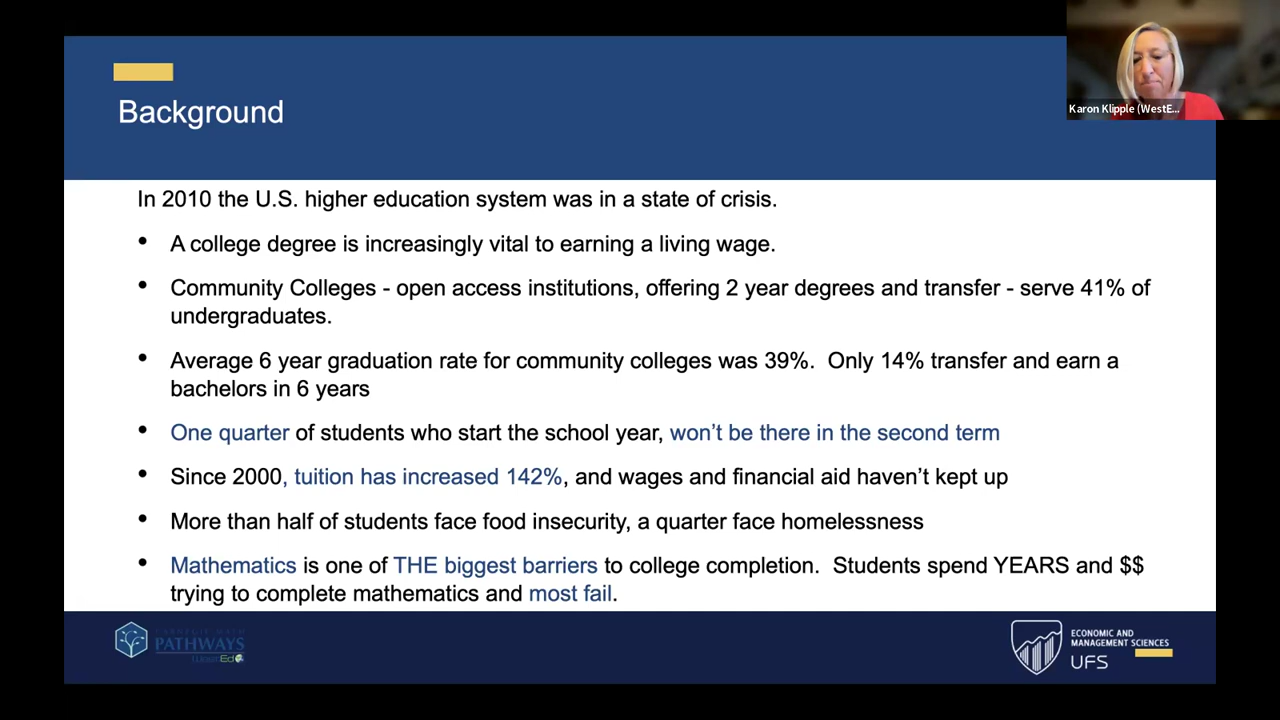 Karon Klipple (WestE...
Background
In 2010 the U.S. higher education system was in a state of crisis.
• A college degree is increasingly vital to earning a living wage.
• Community Colleges - open access institutions, offering 2 year degrees and transfer - serve 41% of
undergraduates.
• Average 6 year graduation rate for community colleges was 39%.  Only 14% transfer and earn a
bachelors in 6 years
• One quarter of students who start the school year, won’t be there in the second term
• Since 2000, tuition has increased 142%, and wages and financial aid haven’t kept up
• More than half of students face food insecurity, a quarter face homelessness
• Mathematics is one of THE biggest barriers to college completion.  Students spend YEARS and $$
trying to complete mathematics and most fail.
CARNEGIE MATH
PATHWAYS
WestEd
ECONOMIC AND
MANAGEMENT SCIENCES
UFS